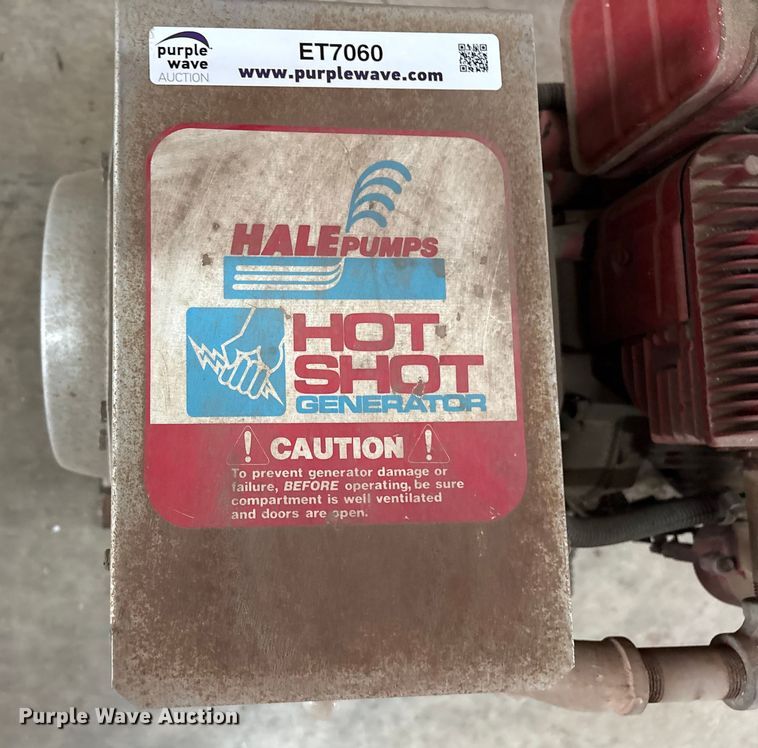 purple
wave
AUCTION
ET7060
www.purplewave.com
HALE PUMPS
HOT
SHOT
GENERATOR
! CAUTION !
To prevent generator damage or
failure, BEFORE operating, be sure
compartment is well ventilated
and doors are open.
Purple Wave Auction